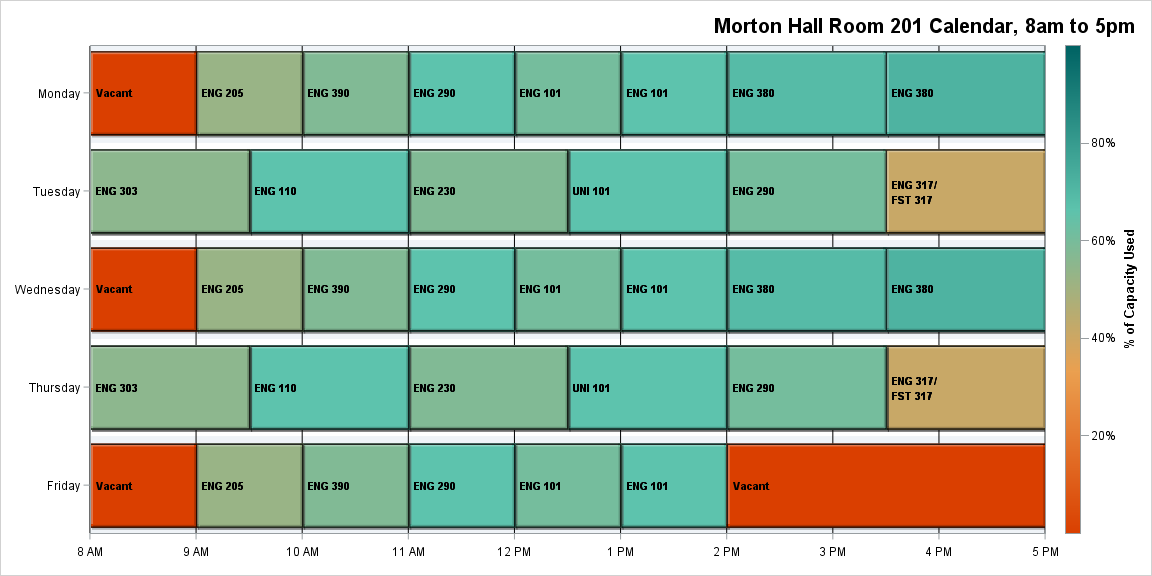 Morton Hall Room 201 Calendar, 8am to 5pm
Monday
Vacant
ENG 205
ENG 390
ENG 290
ENG 101
ENG 101
ENG 380
ENG 380
Tuesday
ENG 303
ENG 110
ENG 230
UNI 101
ENG 290
ENG 317/
FST 317
Wednesday
Vacant
ENG 205
ENG 390
ENG 290
ENG 101
ENG 101
ENG 380
ENG 380
Thursday
ENG 303
ENG 110
ENG 230
UNI 101
ENG 290
ENG 317/
FST 317
Friday
Vacant
ENG 205
ENG 390
ENG 290
ENG 101
ENG 101
Vacant
8 AM
9 AM
10 AM
11 AM
12 PM
1 PM
2 PM
3 PM
4 PM
5 PM
80%
60%
40%
20%
% of Capacity Used